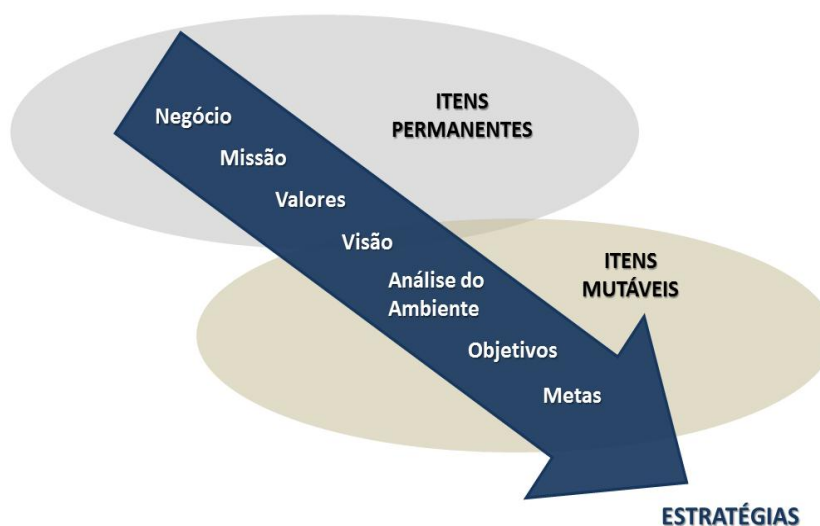 ITENS
PERMANENTES
Negócio
Missão
Valores
Visão
Análise do
Ambiente
ITENS
MUTÁVEIS
Objetivos
Metas
ESTRATÉGIAS